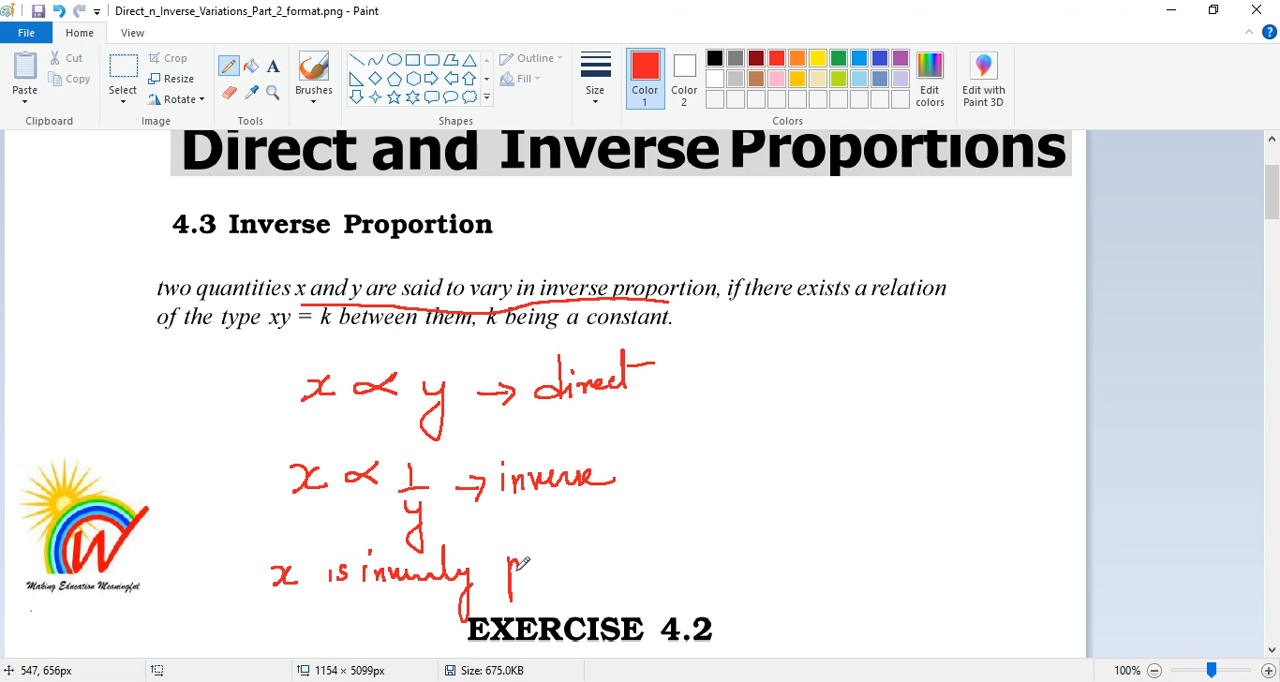 Direct_n_Inverse_Variations_Part_2_format.png - Paint
File Home View
Paste Cut Copy Clipboard
Select Crop Resize Rotate Image
A Tools
Brushes
Shapes Outline Fill
Size
Color 1 Color 2 Colors Edit colors
Edit with Paint 3D
Direct and Inverse Proportions
4.3 Inverse Proportion
two quantities x and y are said to vary in inverse proportion, if there exists a relation
of the type xy = k between them, k being a constant.
x ∝ y → direct
x ∝ 1/y → inverse
x is inversly p
W
Making Education Meaningful
EXERCISE 4.2
547, 656px 1154 × 5099px Size: 675.0KB 100%